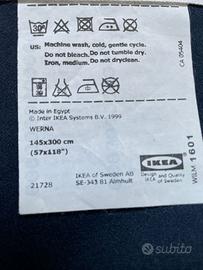 30°
US: Machine wash, cold, gentle cycle.
Do not bleach. Do not tumble dry.
Iron, medium. Do not dryclean.
CA 05404
Made in Egypt
© Inter IKEA Systems B.V. 1999
WERNA
145x300 cm
(57x118")
IKEA of Sweden AB
SE-343 81 Älmhult
21728
IKEA
Design and Quality
IKEA of Sweden
WILM 1601
subito